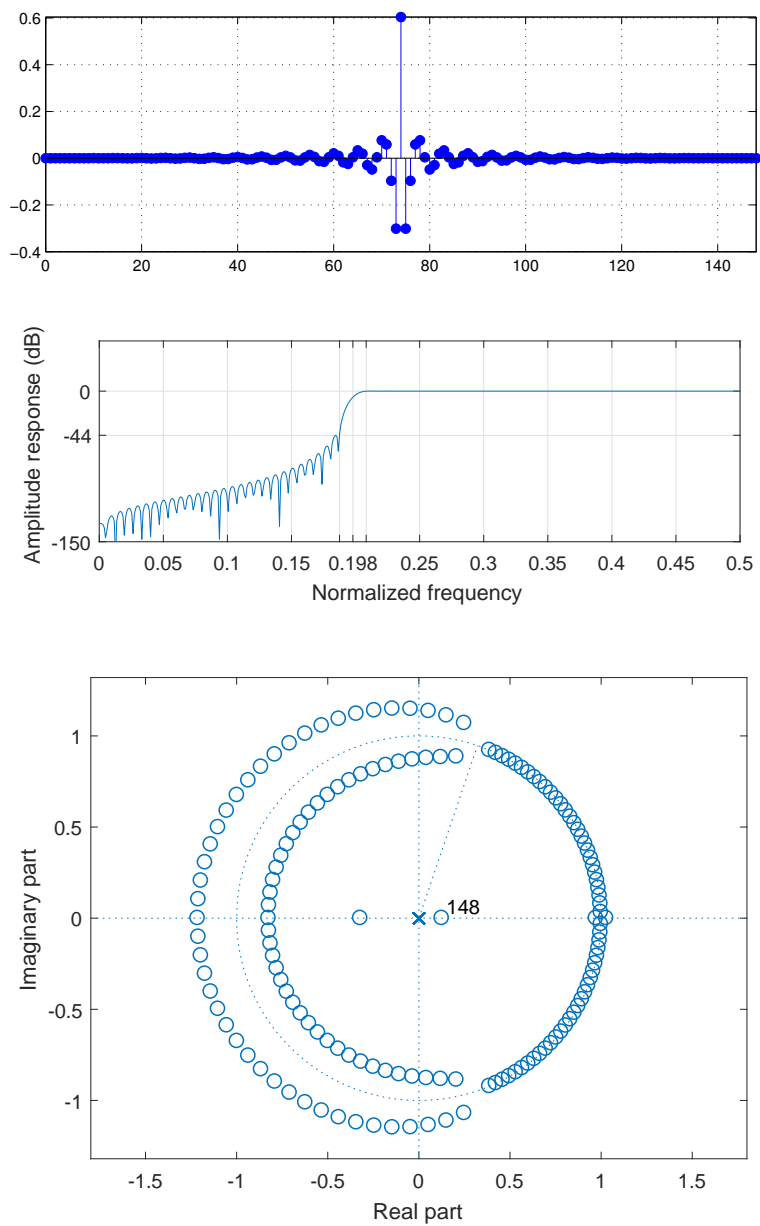 0.6
0.4
0.2
0
−0.2
−0.4
0 20 40 60 80 100 120 140
Amplitude response (dB)
0
-44
-150
0 0.05 0.1 0.15 0.198 0.25 0.3 0.35 0.4 0.45 0.5
Normalized frequency
Imaginary part
1
0.5
0
-0.5
-1
148
-1.5 -1 -0.5 0 0.5 1 1.5
Real part